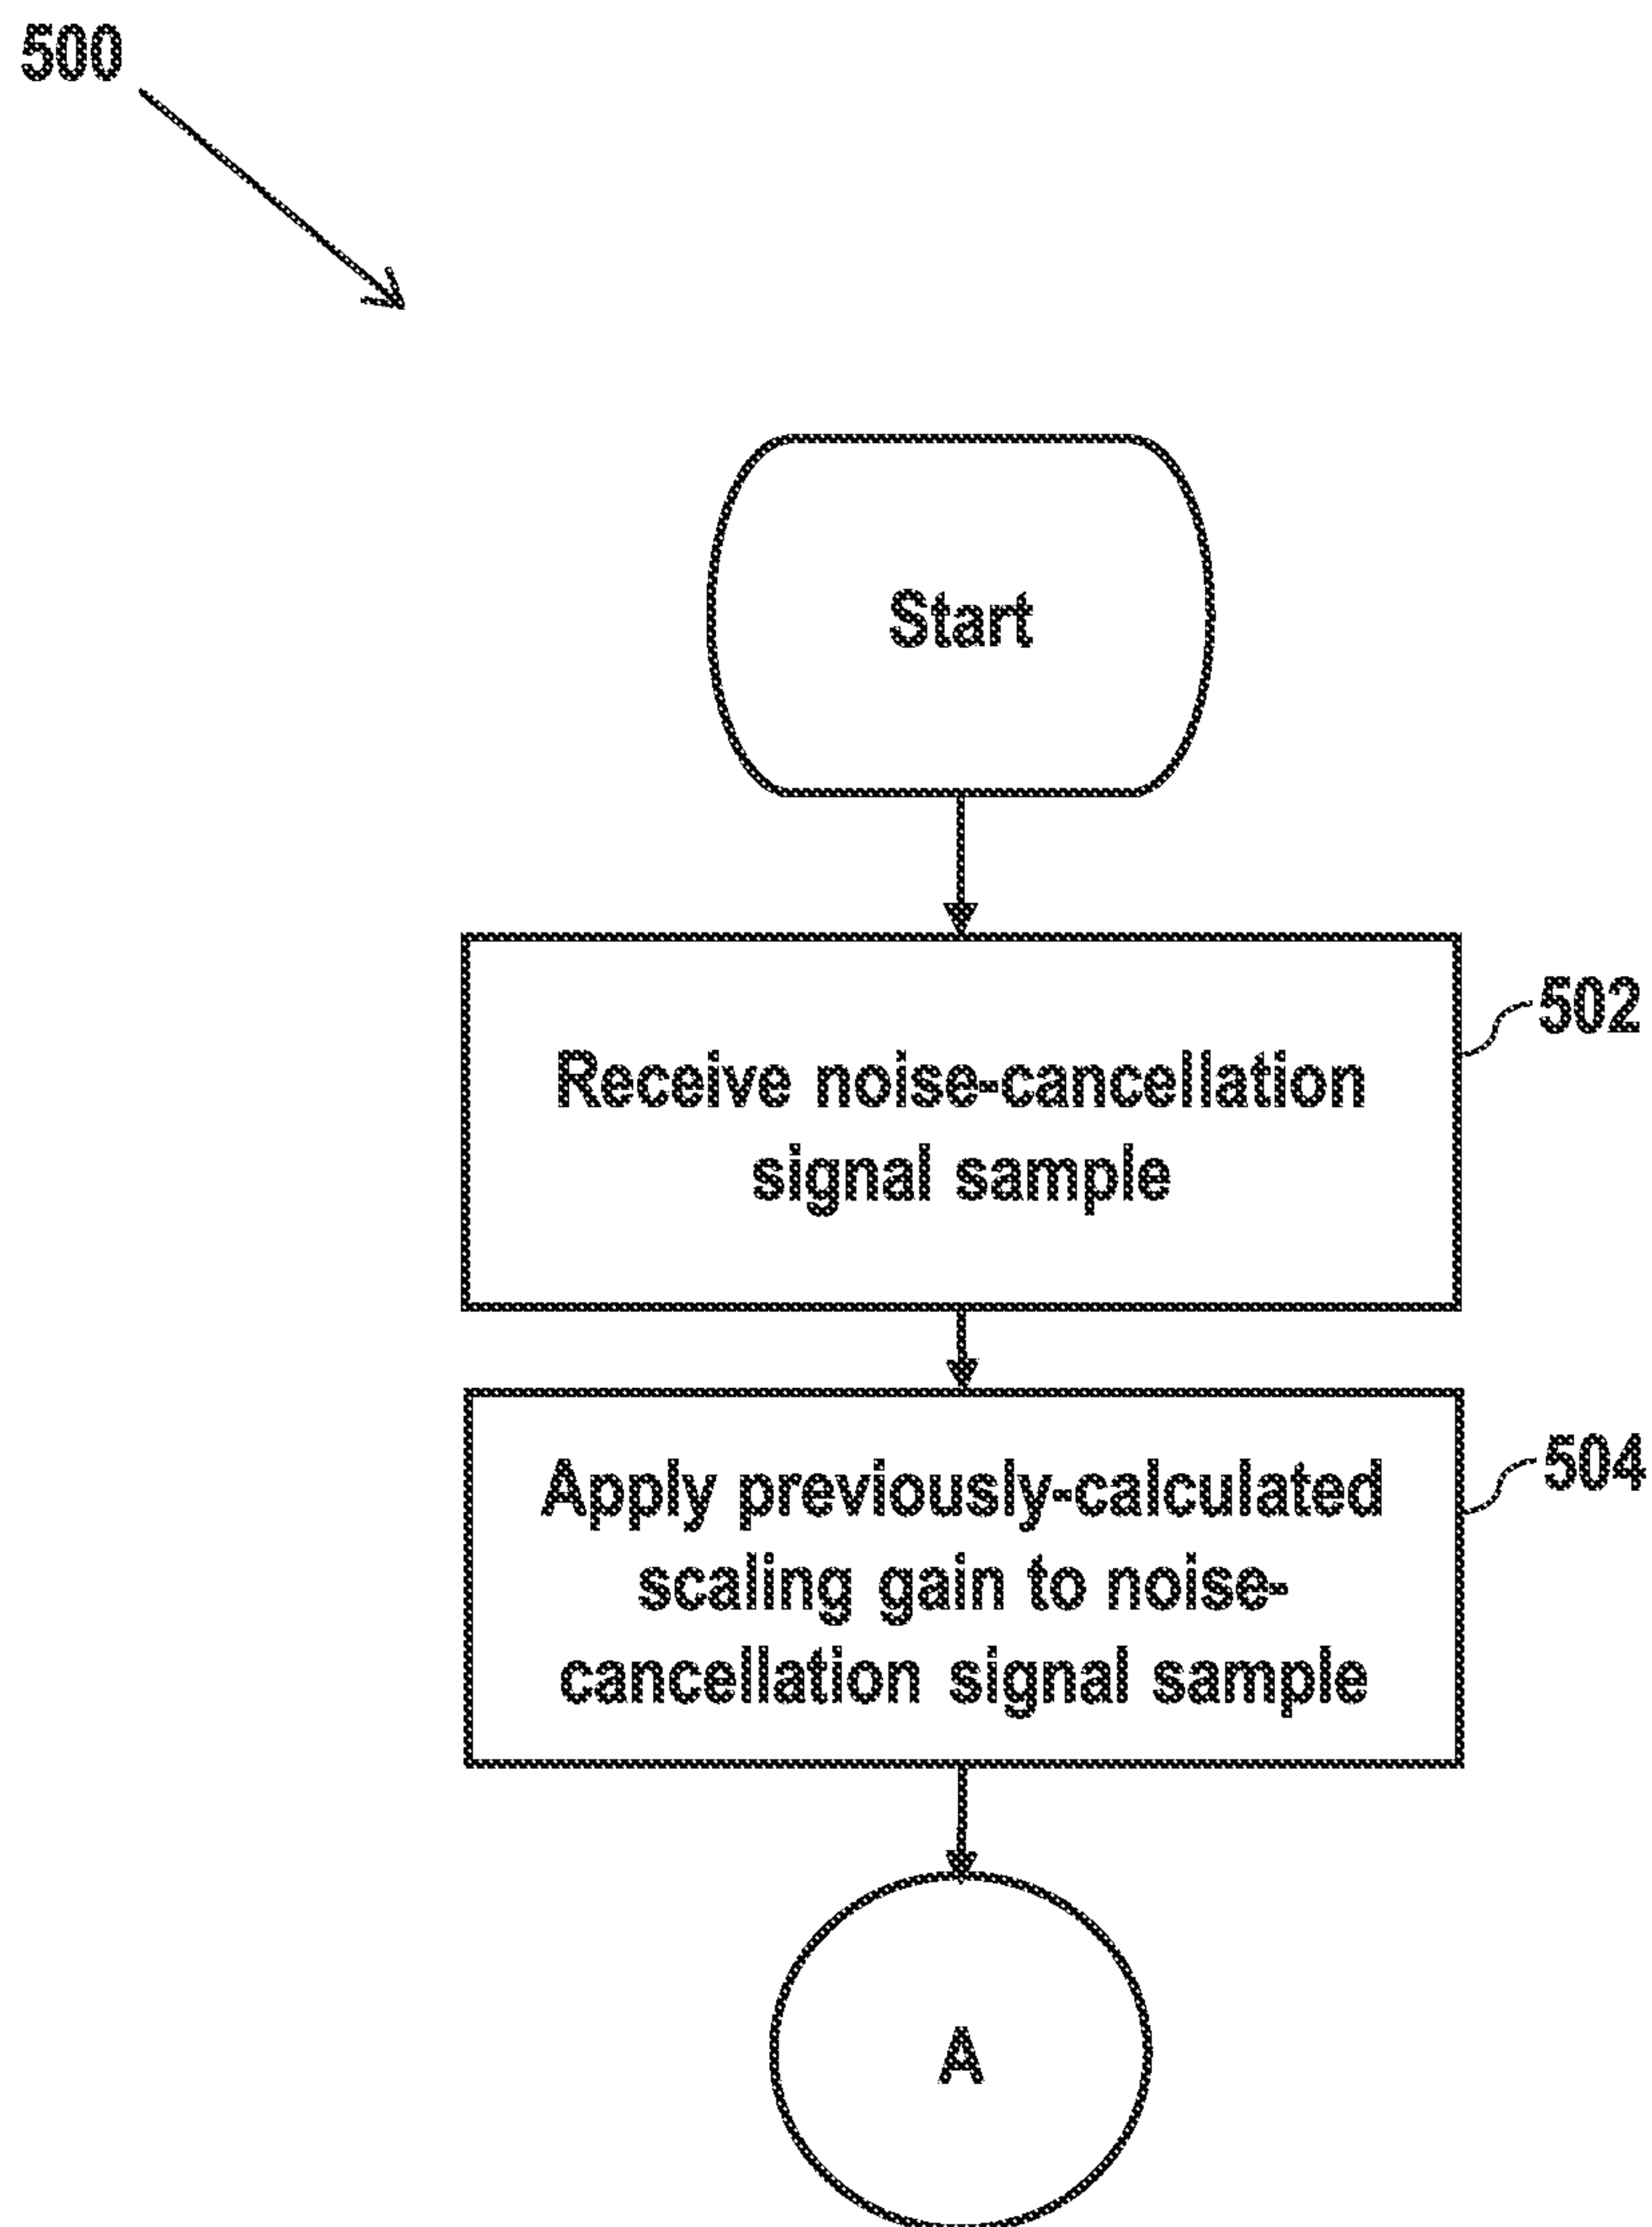 500
Start
Receive noise-cancellation
signal sample
502
Apply previously-calculated
scaling gain to noise-
cancellation signal sample
504
A